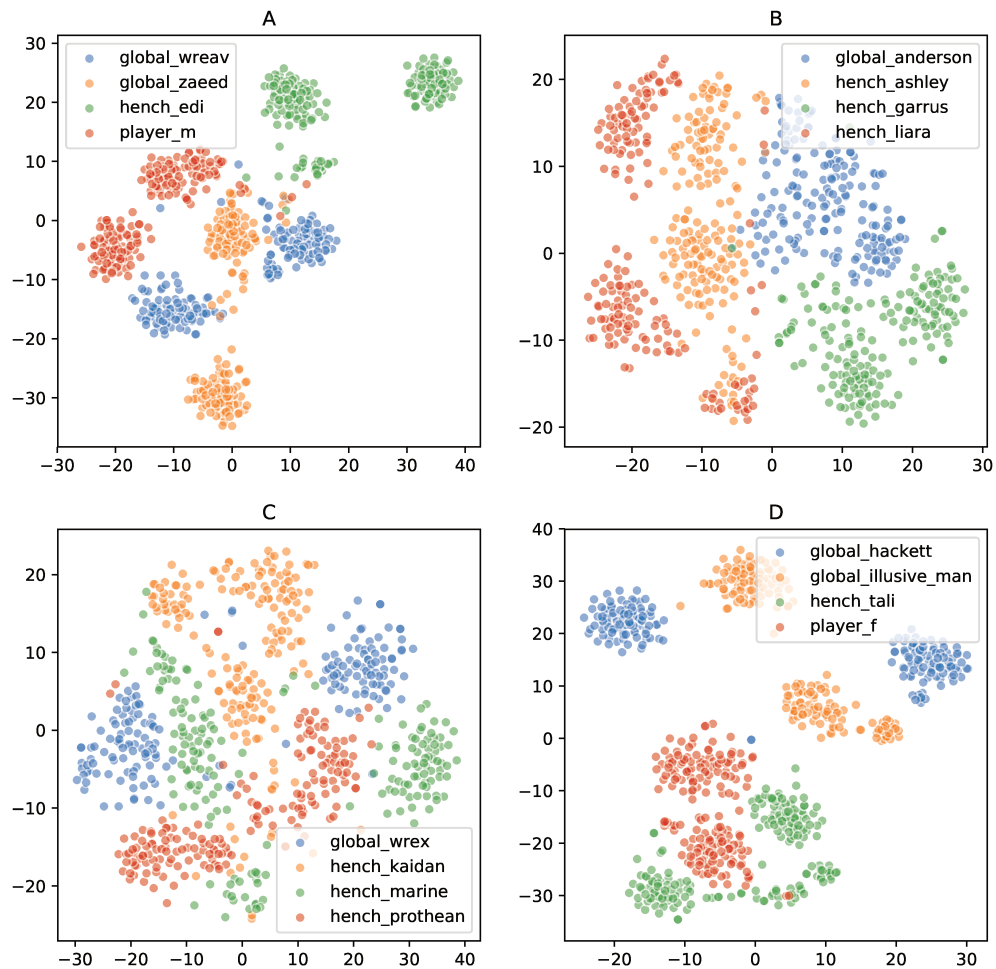 A
30
20
10
0
−10
−20
−30
−30 −20 −10 0 10 20 30 40
global_wreav
global_zaeed
hench_edi
player_m
B
20
10
0
−10
−20
−20 −10 0 10 20 30
global_anderson
hench_ashley
hench_garrus
hench_liara
C
20
10
0
−10
−20
−30 −20 −10 0 10 20 30 40
global_wrex
hench_kaidan
hench_marine
hench_prothean
D
40
30
20
10
0
−10
−20
−30
−20 −10 0 10 20 30
global_hackett
global_illusive_man
hench_tali
player_f